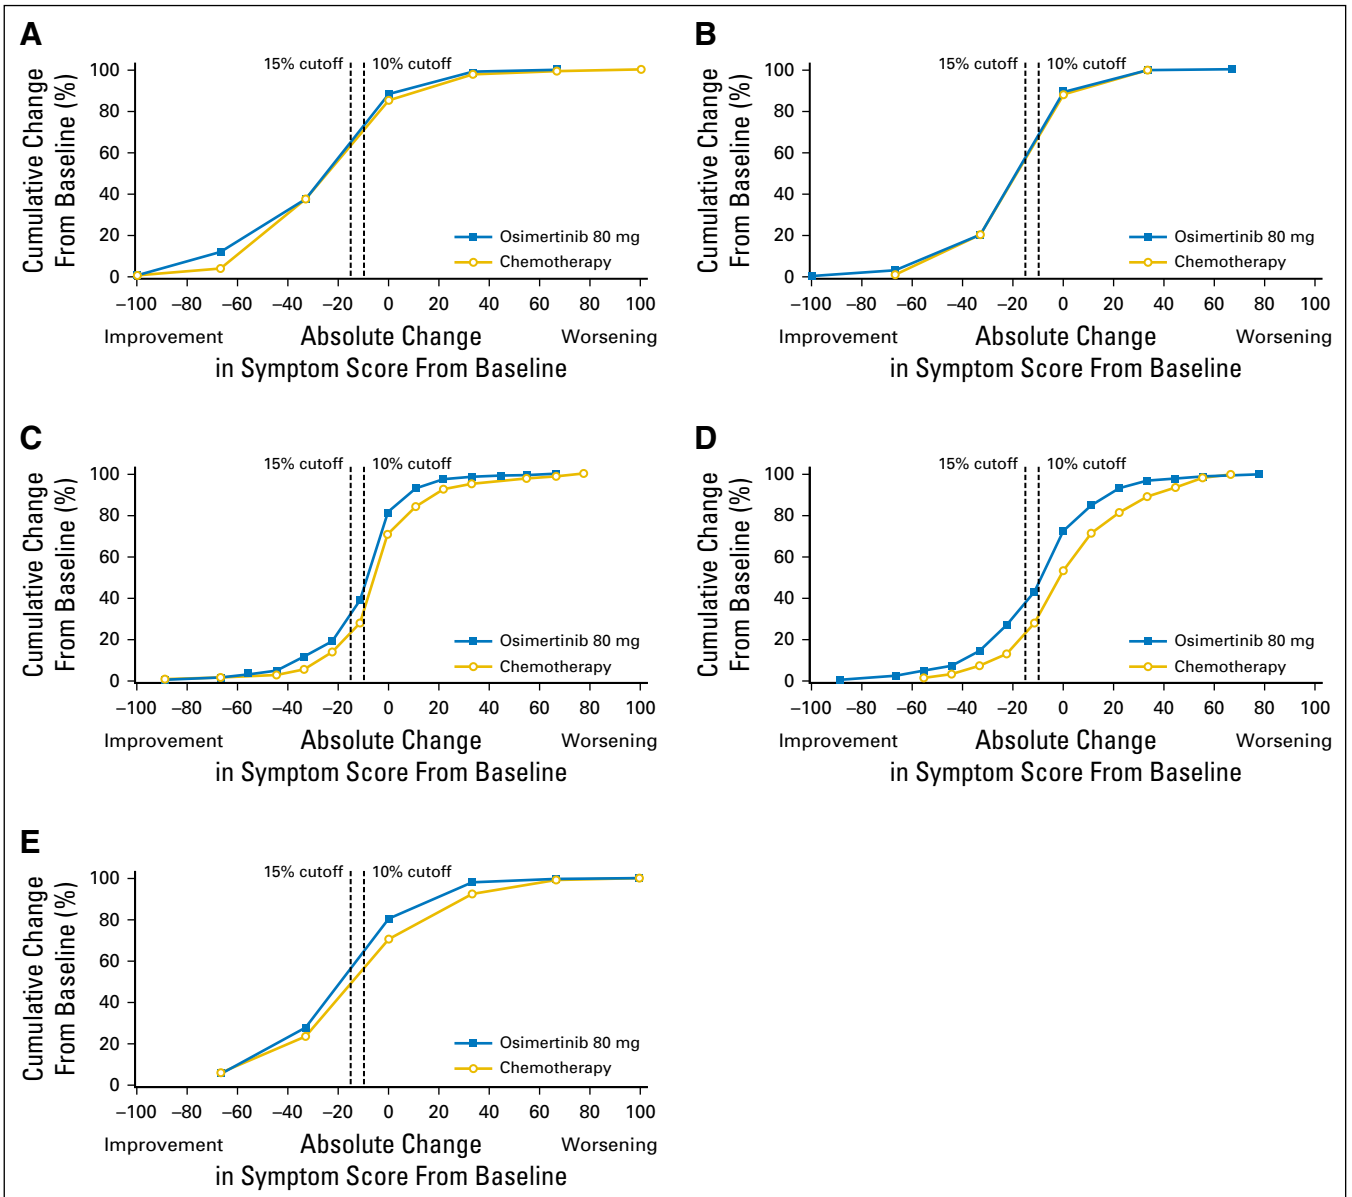 A
Cumulative Change
From Baseline (%)
15% cutoff
10% cutoff
100
80
60
40
20
0
Osimertinib 80 mg
Chemotherapy
–100 –80 –60 –40 –20 0 20 40 60 80 100
Improvement
Absolute Change
in Symptom Score From Baseline
Worsening
B
Cumulative Change
From Baseline (%)
15% cutoff
10% cutoff
100
80
60
40
20
0
Osimertinib 80 mg
Chemotherapy
–100 –80 –60 –40 –20 0 20 40 60 80 100
Improvement
Absolute Change
in Symptom Score From Baseline
Worsening
C
Cumulative Change
From Baseline (%)
15% cutoff
10% cutoff
100
80
60
40
20
0
Osimertinib 80 mg
Chemotherapy
–100 –80 –60 –40 –20 0 20 40 60 80 100
Improvement
Absolute Change
in Symptom Score From Baseline
Worsening
D
Cumulative Change
From Baseline (%)
15% cutoff
10% cutoff
100
80
60
40
20
0
Osimertinib 80 mg
Chemotherapy
–100 –80 –60 –40 –20 0 20 40 60 80 100
Improvement
Absolute Change
in Symptom Score From Baseline
Worsening
E
Cumulative Change
From Baseline (%)
15% cutoff
10% cutoff
100
80
60
40
20
0
Osimertinib 80 mg
Chemotherapy
–100 –80 –60 –40 –20 0 20 40 60 80 100
Improvement
Absolute Change
in Symptom Score From Baseline
Worsening